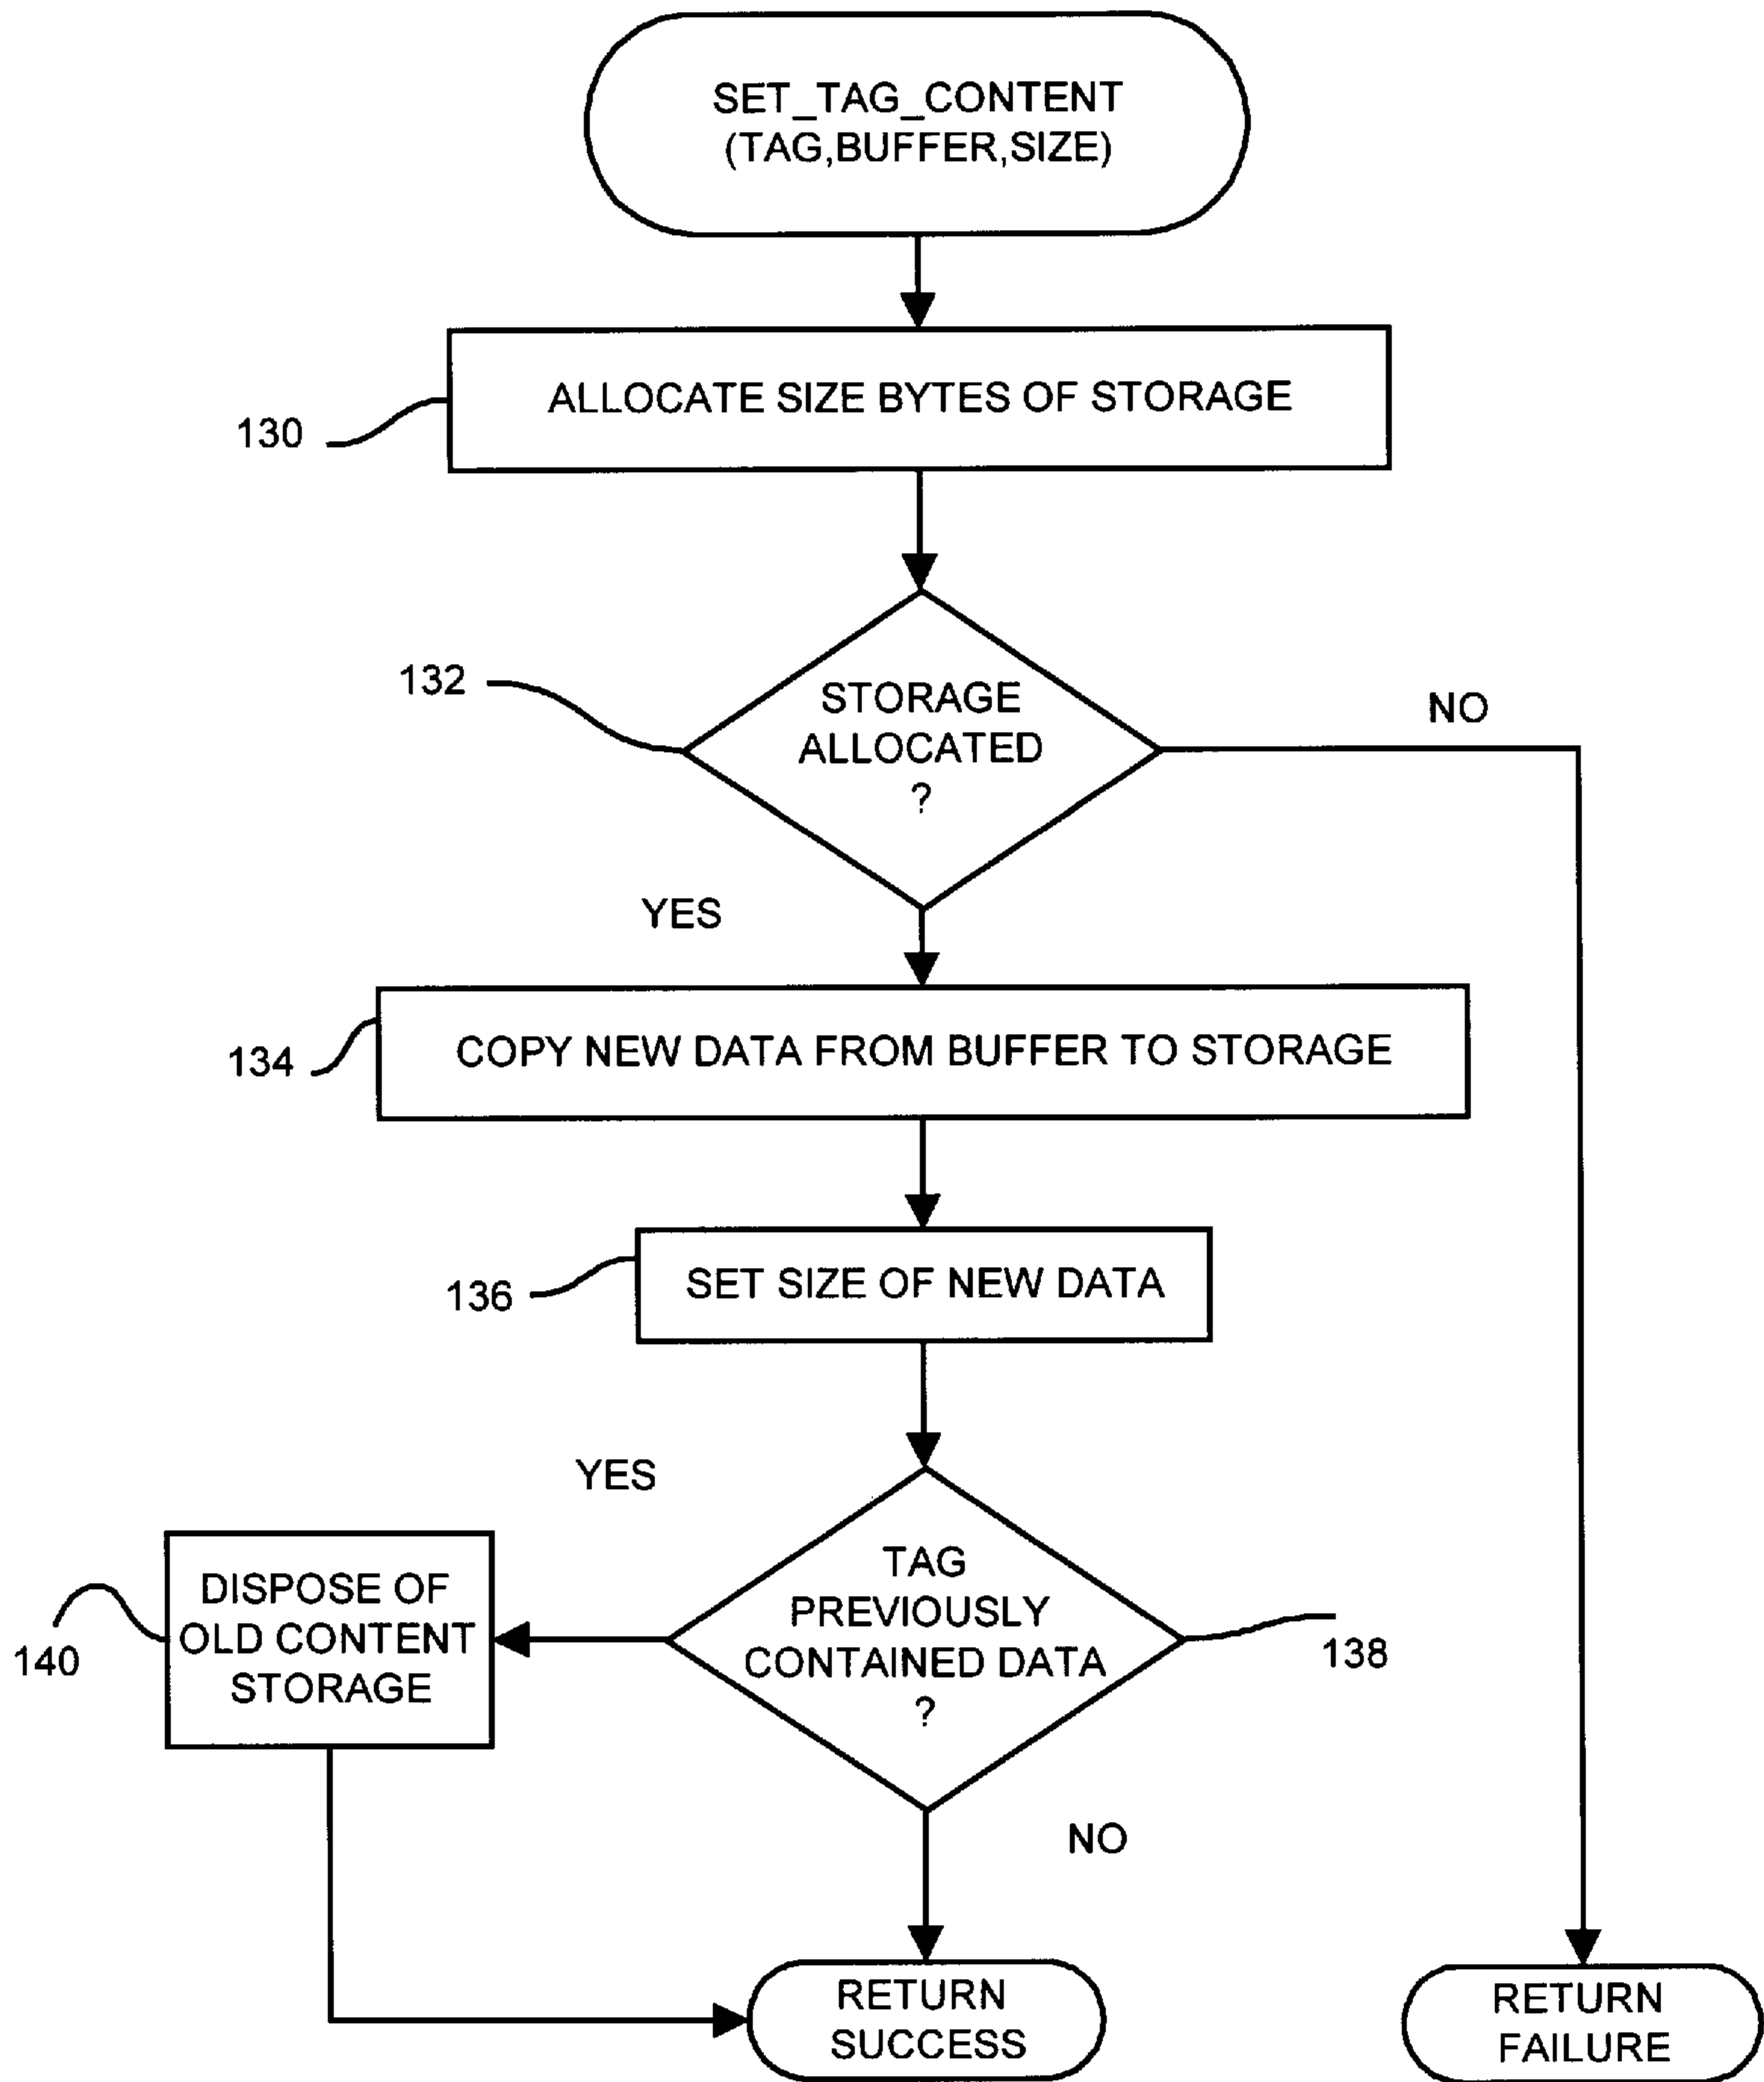 SET_TAG_CONTENT
(TAG,BUFFER,SIZE)
ALLOCATE SIZE BYTES OF STORAGE
130
132
STORAGE
ALLOCATED
?
NO
YES
COPY NEW DATA FROM BUFFER TO STORAGE
134
SET SIZE OF NEW DATA
136
YES
TAG
PREVIOUSLY
CONTAINED DATA
?
138
DISPOSE OF
OLD CONTENT
STORAGE
140
NO
RETURN
SUCCESS
RETURN
FAILURE